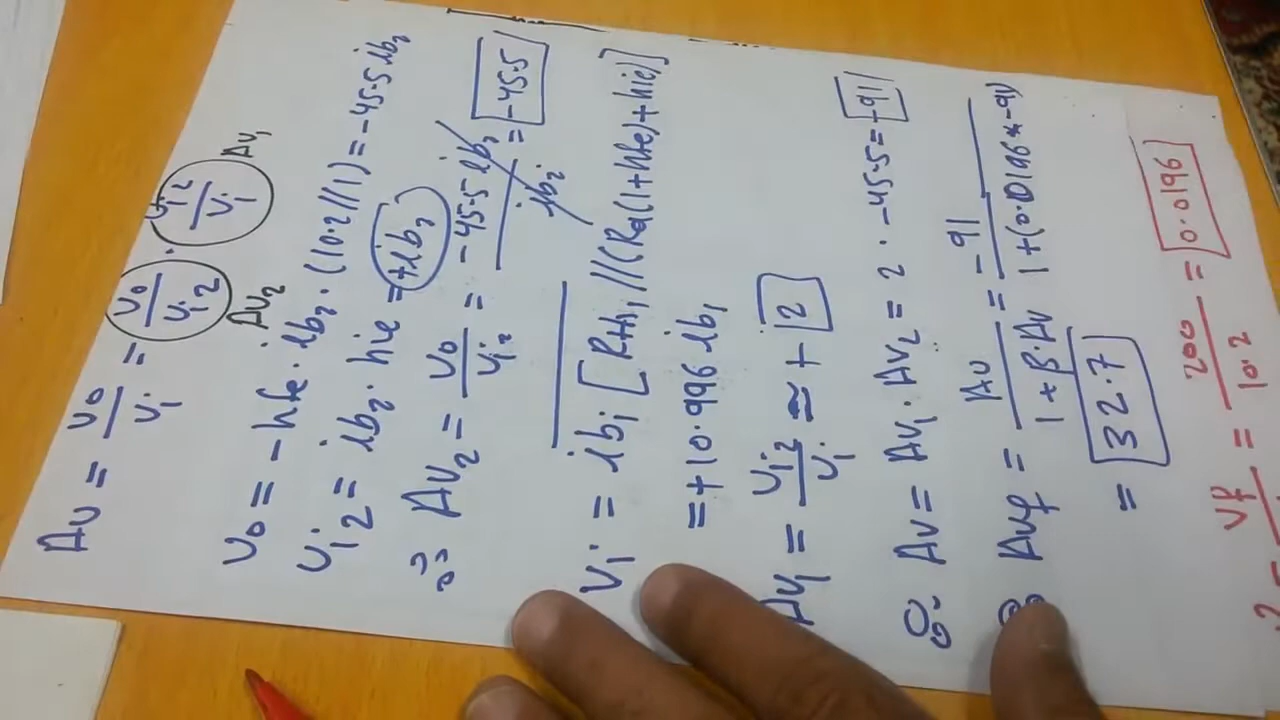 Av = Vo/Vi = Vo/Vi2 · Vi2/Vi
Av2 Av1
Vo = -hfe · ib2 · (10.2//1) = -45.5 ib2
Vi2 = ib2 · hie = +ib2
∴ Av2 = Vo/Vi2 = -45.5 ib2/ib2 = -45.5
Vi = ib1 [Rth1 //(Ra(1+hfe)+hie)]
= +10.996 ib1
Av1 = Vi2/Vi ≃ + 2
∴ Av = Av1 · Av2 = 2 · -45.5 = -91
∴ Avf = Av/1+β·Av = -91/1+(0.0196*-91)
= 32.7
= Vf/ = 200/10.2 = 0.0196